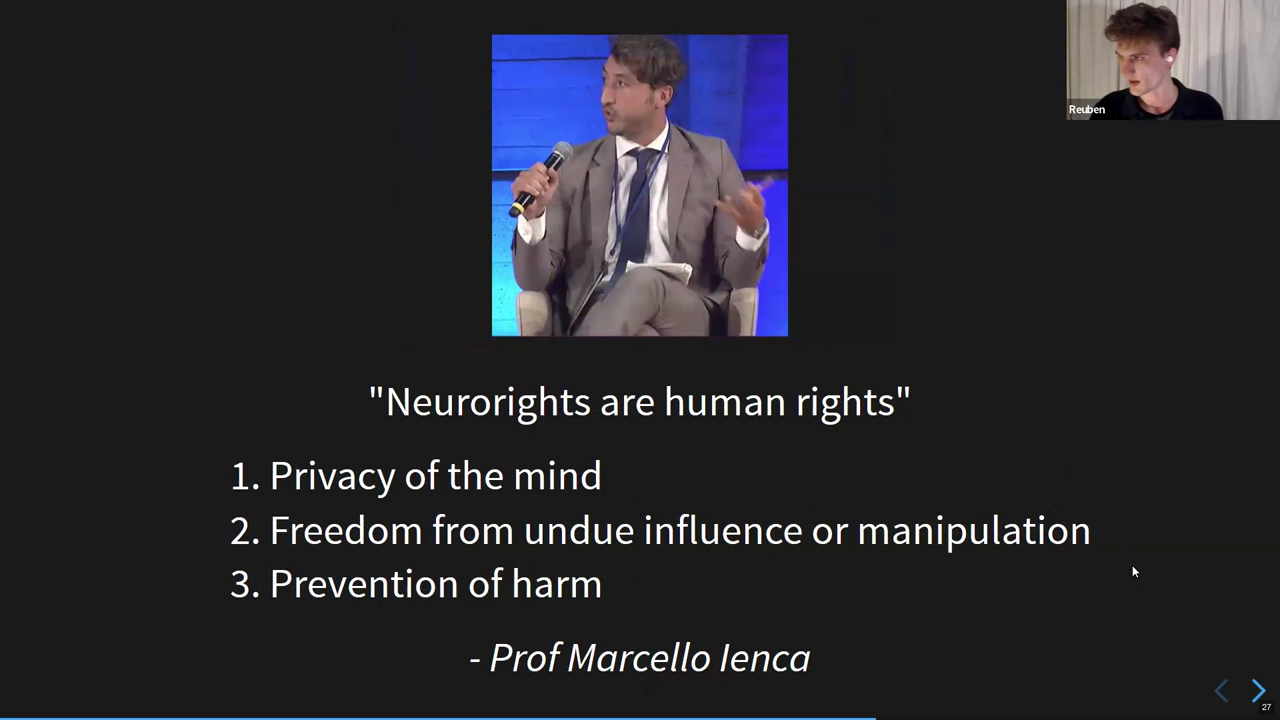 Reuben
"Neurorights are human rights"
1. Privacy of the mind
2. Freedom from undue influence or manipulation
3. Prevention of harm
- Prof Marcello Ienca
27